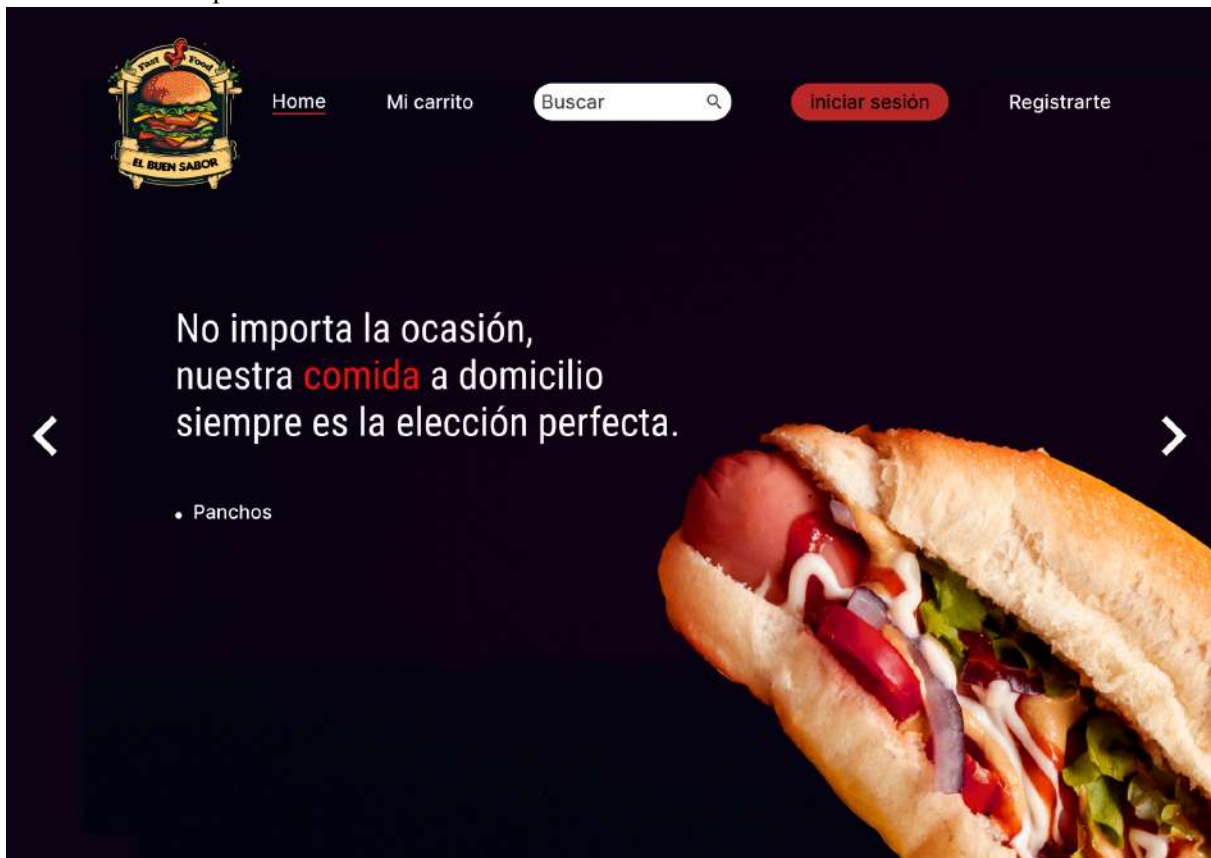 Fast Food
EL BUEN SABOR
Home
Mi carrito
Buscar
iniciar sesión
Registrarte
No importa la ocasión,
nuestra comida a domicilio
siempre es la elección perfecta.
• Panchos